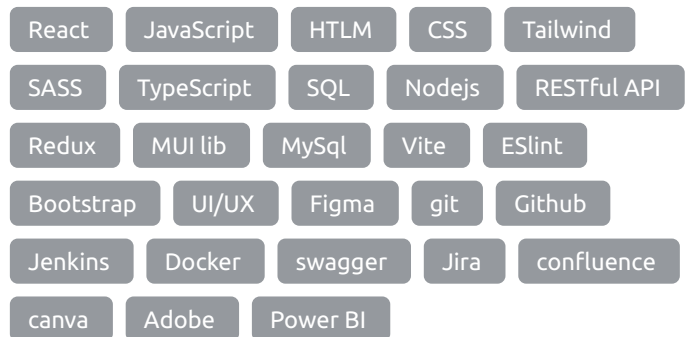 React JavaScript HTLM CSS Tailwind
SASS TypeScript SQL Nodejs RESTful API
Redux MUI lib MySql Vite ESlint
Bootstrap UI/UX Figma git Github
Jenkins Docker swagger Jira confluence
canva Adobe Power BI